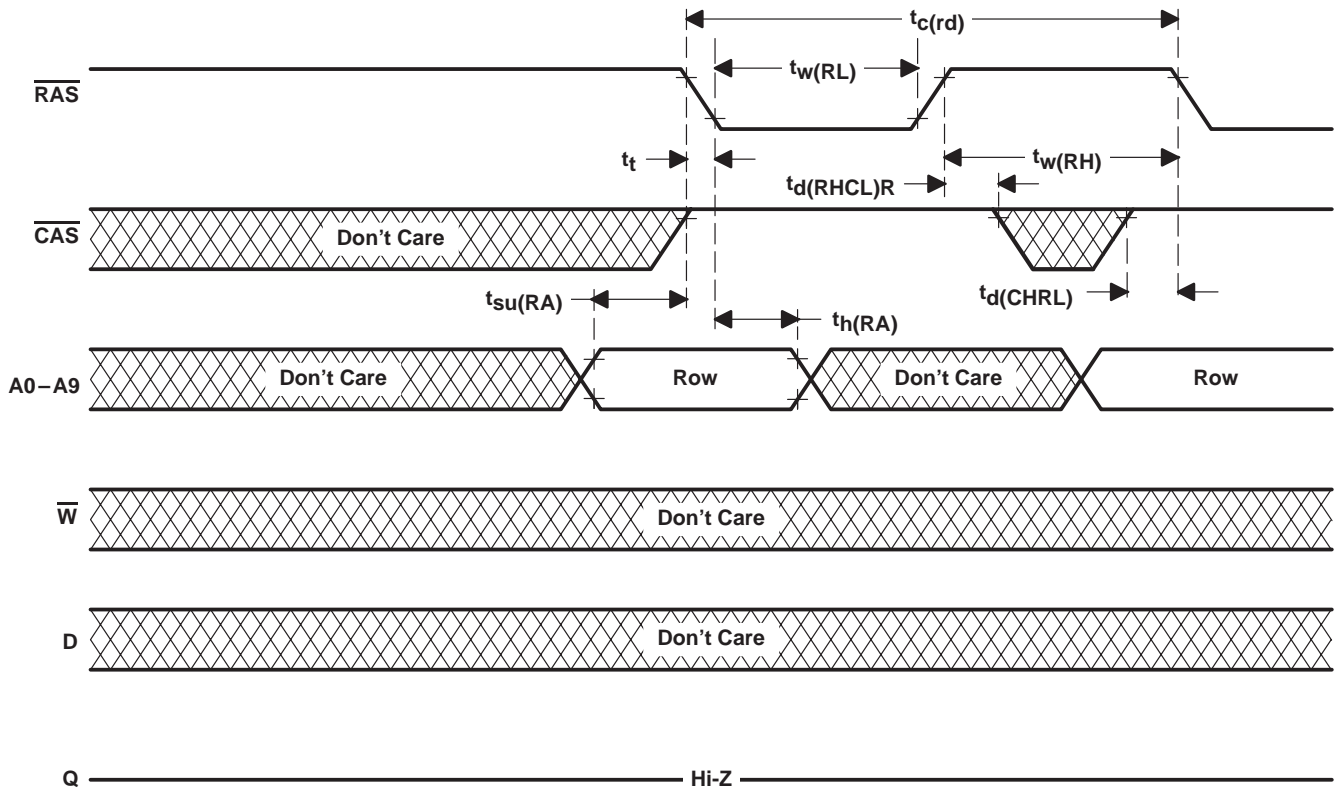 tc(rd)
tw(RL)
RAS
tt
tw(RH)
td(RHCL)R
CAS
Don't Care
tsu(RA)
td(CHRL)
th(RA)
A0–A9
Don't Care
Row
Don't Care
Row
W
Don't Care
D
Don't Care
Q
Hi-Z